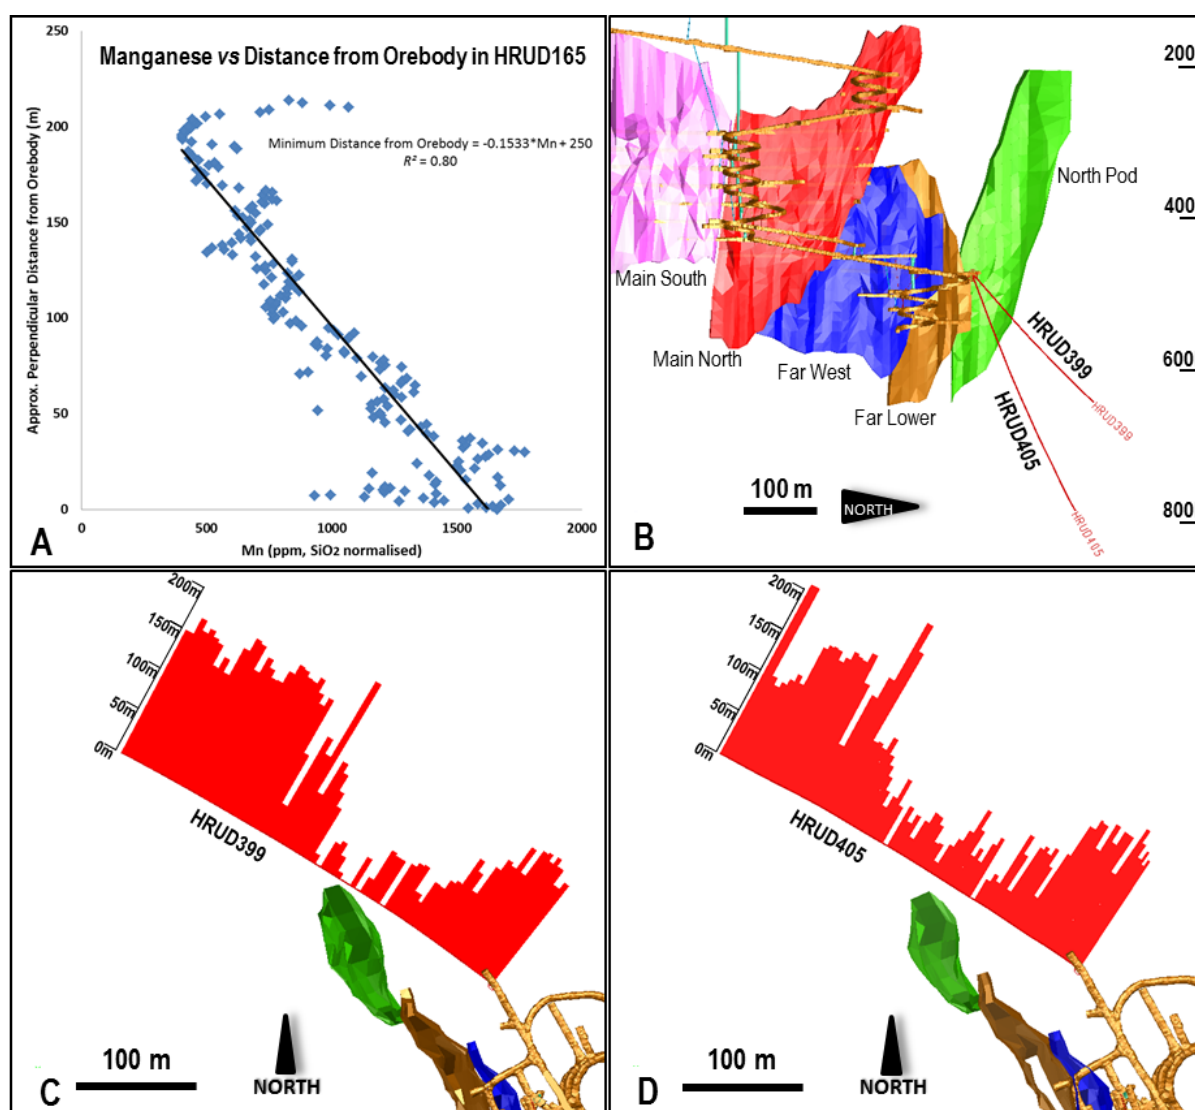 Manganese vs Distance from Orebody in HRUD165
250
200
150
100
50
0
Approx. Perpendicular Distance from Orebody (m)
Minimum Distance from Orebody = -0.1533*Mn + 250
R² = 0.80
0
500
1000
1500
2000
Mn (ppm, SiO2 normalised)
A
200
400
600
800
North Pod
Main South
Main North
Far West
Far Lower
HRUD399
HRUD399
HRUD405
HRUD405
100 m
NORTH
B
200m
150m
100m
50m
0m
HRUD399
100 m
NORTH
C
200m
150m
100m
50m
0m
HRUD405
100 m
NORTH
D